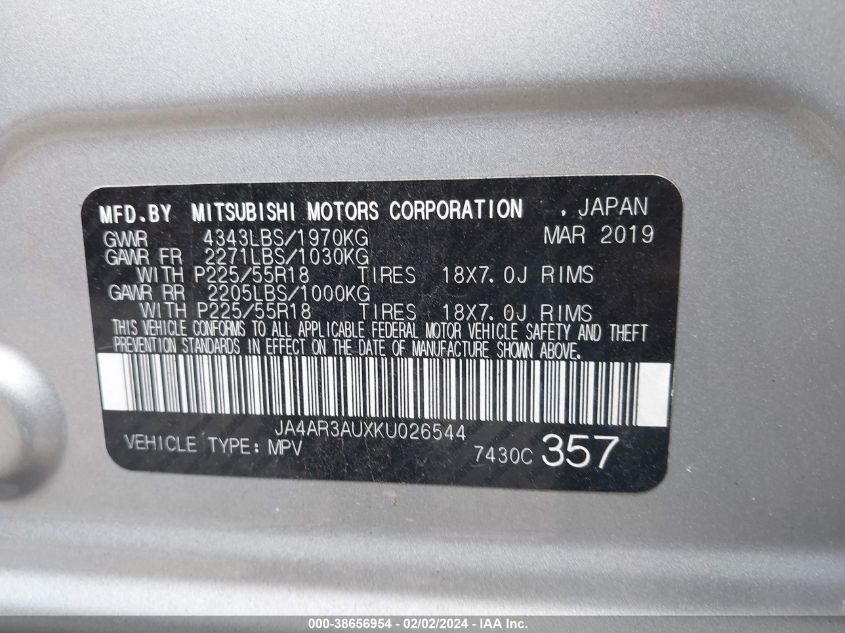 MFD.BY MITSUBISHI MOTORS CORPORATION , JAPAN
GVWR 4343LBS/1970KG MAR 2019
GAWR FR 2271LBS/1030KG
WITH P225/55R18 TIRES 18X7.0J RIMS
GAWR RR 2205LBS/1000KG
WITH P225/55R18 TIRES 18X7.0J RIMS
THIS VEHICLE CONFORMS TO ALL APPLICABLE FEDERAL MOTOR VEHICLE SAFETY AND THEFT
PREVENTION STANDARDS IN EFFECT ON THE DATE OF MANUFACTURE SHOWN ABOVE.
JA4AR3AUXKU026544
VEHICLE TYPE: MPV 7430C 357
000-38656954 - 02/02/2024 - IAA Inc.